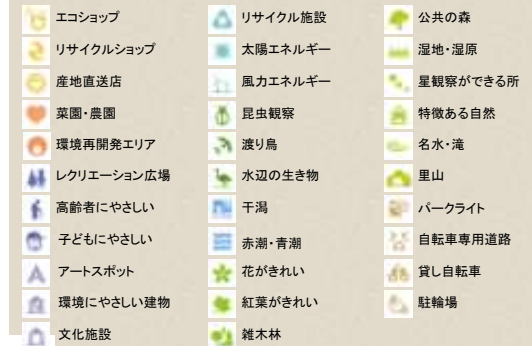 エコショップ
リサイクルショップ
産地直送店
菜園・農園
環境再開発エリア
レクリエーション広場
高齢者にやさしい
子どもにやさしい
アートスポット
環境にやさしい建物
文化施設
リサイクル施設
太陽エネルギー
風力エネルギー
昆虫観察
渡り鳥
水辺の生き物
干潟
赤潮・青潮
花がきれい
紅葉がきれい
雑木林
公共の森
湿地・湿原
星観察ができる所
特徴ある自然
名水・滝
里山
パークライト
自転車専用道路
貸し自転車
駐輪場